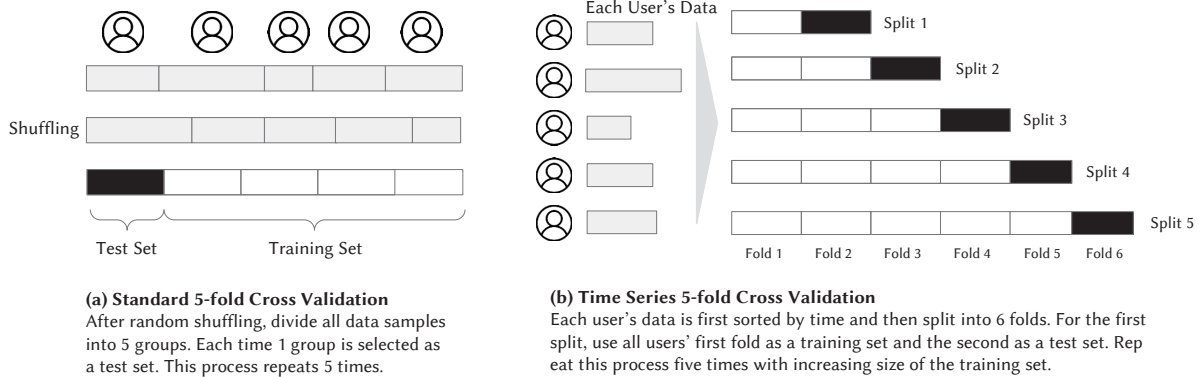 Shuffling
Test Set
Training Set
(a) Standard 5-fold Cross Validation
After random shuffling, divide all data samples
into 5 groups. Each time 1 group is selected as
a test set. This process repeats 5 times.
Each User's Data
Split 1
Split 2
Split 3
Split 4
Split 5
Fold 1
Fold 2
Fold 3
Fold 4
Fold 5
Fold 6
(b) Time Series 5-fold Cross Validation
Each user's data is first sorted by time and then split into 6 folds. For the first
split, use all users' first fold as a training set and the second as a test set. Rep
eat this process five times with increasing size of the training set.